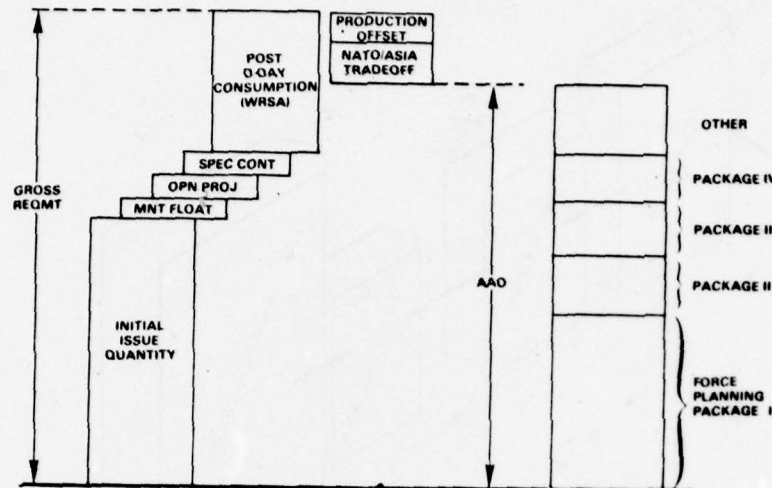 PRODUCTION
OFFSET
NATO/ASIA
TRADEOFF
POST
D-DAY
CONSUMPTION
(WRSA)
SPEC CONT
OPN PROJ
MNT FLOAT
GROSS
REQMT
INITIAL
ISSUE
QUANTITY
AAO
OTHER
PACKAGE IV
PACKAGE II
PACKAGE II
FORCE
PLANNING
PACKAGE I